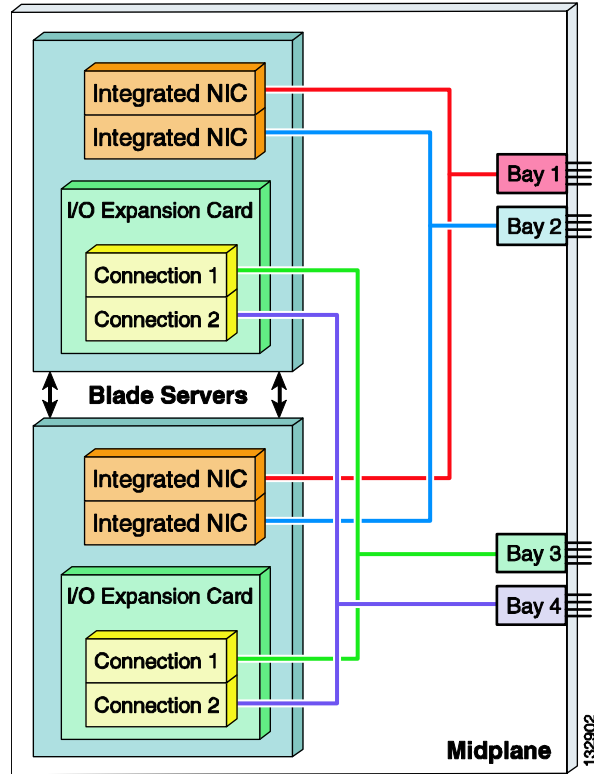 Integrated NIC
Integrated NIC
I/O Expansion Card
Connection 1
Connection 2
Bay 1
Bay 2
Blade Servers
Integrated NIC
Integrated NIC
I/O Expansion Card
Connection 1
Connection 2
Bay 3
Bay 4
Midplane
132902